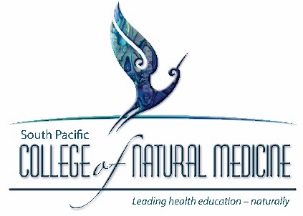 South Pacific
COLLEGE of NATURAL MEDICINE
Leading health education – naturally